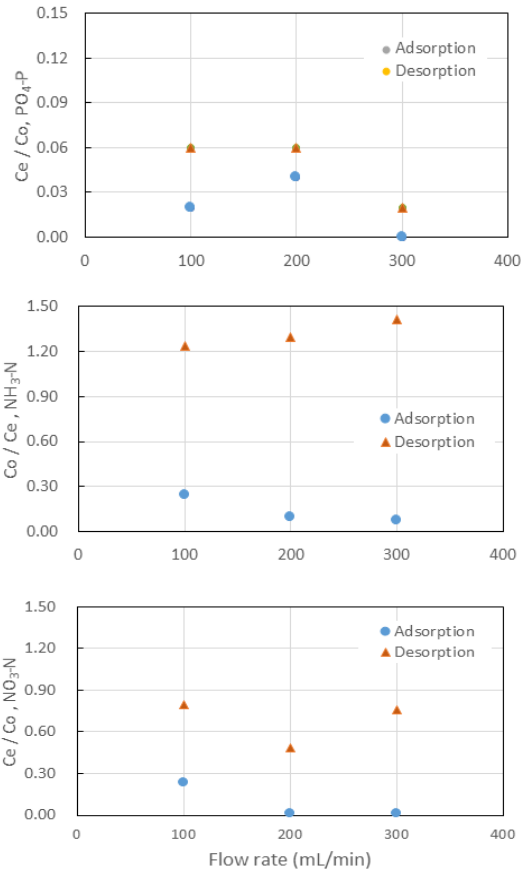 0.15
0.12
0.09
0.06
0.03
0.00
Ce / Co, PO4-P
Adsorption
Desorption
0 100 200 300 400
1.50
1.20
0.90
0.60
0.30
0.00
Co / Ce , NH3-N
Adsorption
Desorption
0 100 200 300 400
1.50
1.20
0.90
0.60
0.30
0.00
Ce / Co , NO3-N
Adsorption
Desorption
0 100 200 300 400
Flow rate (mL/min)